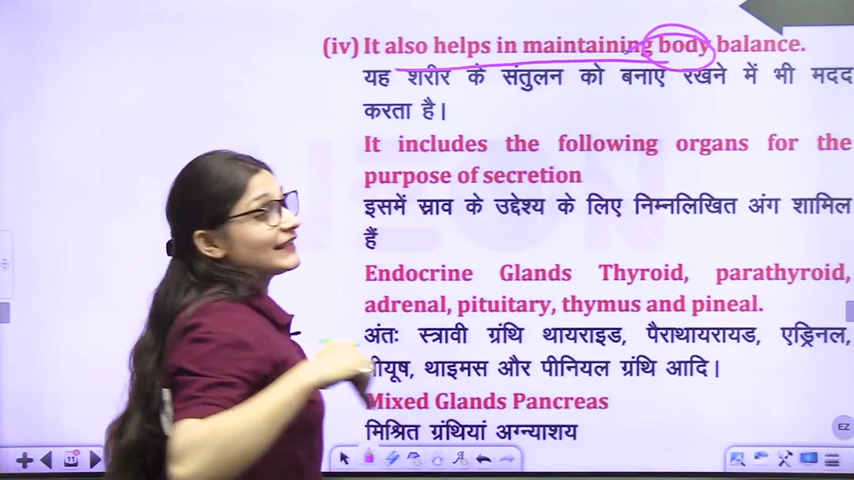 (iv) It also helps in maintaining body balance.
यह शरीर के संतुलन को बनाए रखने में भी मदद
करता है।
It includes the following organs for the
purpose of secretion
इसमें स्राव के उद्देश्य के लिए निम्नलिखित अंग शामिल
हैं
Endocrine Glands Thyroid, parathyroid,
adrenal, pituitary, thymus and pineal.
अंतः स्त्रावी ग्रंथि थायराइड, पैराथायरायड, एड्रिनल,
पीयूष, थाइमस और पीनियल ग्रंथि आदि।
Mixed Glands Pancreas
मिश्रित ग्रंथियां अग्न्याशय
EZ